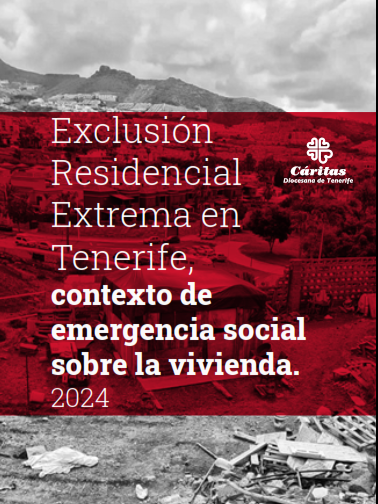 Exclusión
Residencial
Extrema en
Tenerife,
contexto de
emergencia social
sobre la vivienda.
2024
Cáritas
Diocesana de Tenerife